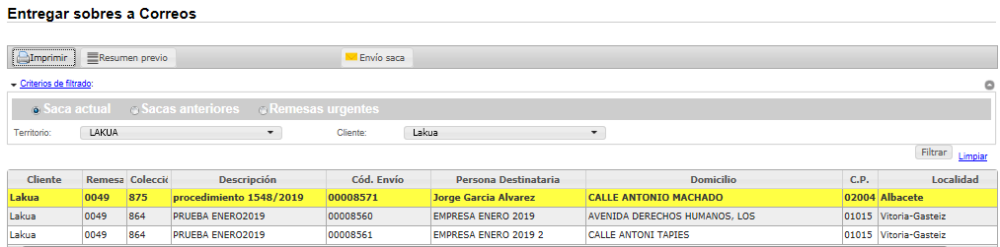 Entregar sobres a Correos
Imprimir Resumen previo Envío saca
Criterios de filtrado:
Saca actual Sacas anteriores Remesas urgentes
Territorio: LAKUA Cliente: Lakua
Filtrar Limpiar
Cliente Remesa Colecció Descripción Cód. Envío Persona Destinataria Domicilio C.P. Localidad
Lakua 0049 875 procedimiento 1548/2019 00008571 Jorge Garcia Alvarez CALLE ANTONIO MACHADO 02004 Albacete
Lakua 0049 864 PRUEBA ENERO2019 00008560 EMPRESA ENERO 2019 AVENIDA DERECHOS HUMANOS, LOS 01015 Vitoria-Gasteiz
Lakua 0049 864 PRUEBA ENERO2019 00008561 EMPRESA ENERO 2019 2 CALLE ANTONI TAPIES 01015 Vitoria-Gasteiz